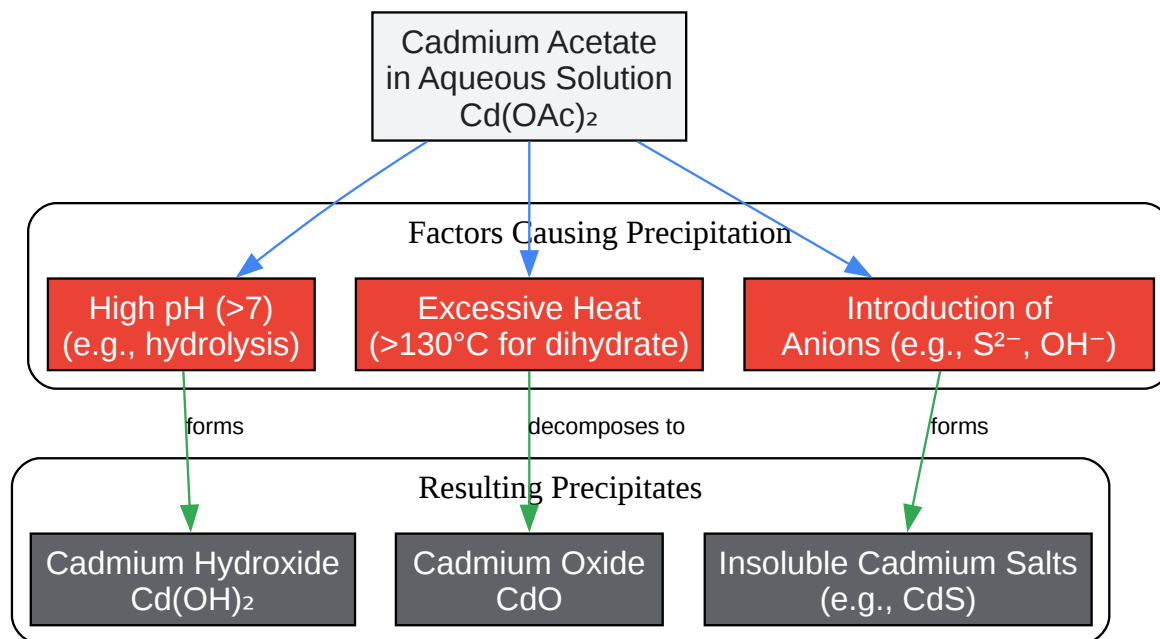 Cadmium Acetate
in Aqueous Solution
Cd(OAc)₂
Factors Causing Precipitation
High pH (>7)
(e.g., hydrolysis)
Excessive Heat
(>130°C for dihydrate)
Introduction of
Anions (e.g., S²⁻, OH⁻)
forms
decomposes to
forms
Resulting Precipitates
Cadmium Hydroxide
Cd(OH)₂
Cadmium Oxide
CdO
Insoluble Cadmium Salts
(e.g., CdS)